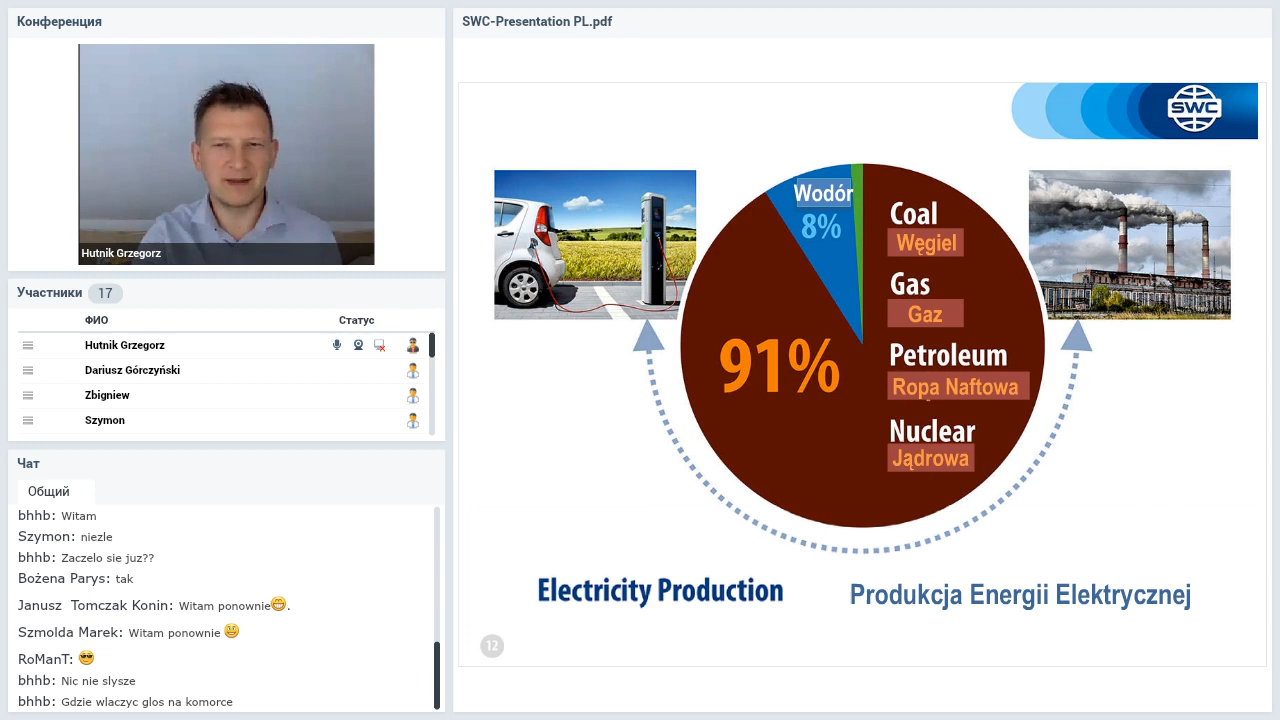 Конференция
Hutnik Grzegorz
Участники 17
ФИО Статус
Hutnik Grzegorz
Dariusz Górczyński
Zbigniew
Szymon
Чат
Общий
bhhb: Witam
Szymon: niezle
bhhb: Zaczelo sie juz??
Bożena Parys: tak
Janusz Tomczak Konin: Witam ponownie.
Szmolda Marek: Witam ponownie
RoManT:
bhhb: Nic nie slysze
bhhb: Gdzie wlaczyc glos na komorce
SWC-Presentation PL.pdf
SWC
Wodór
8%
91%
Coal
Węgiel
Gas
Gaz
Petroleum
Ropa Naftowa
Nuclear
Jądrowa
Electricity Production
Produkcja Energii Elektrycznej
12